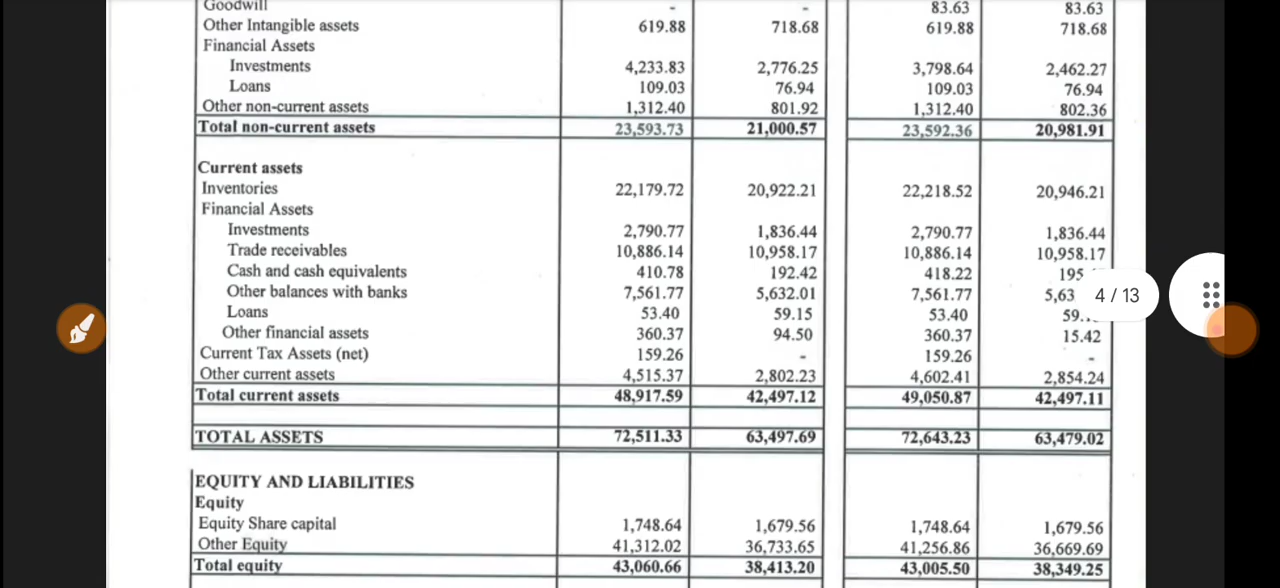 Goodwill - - 83.63 83.63
Other Intangible assets 619.88 718.68 619.88 718.68
Financial Assets
Investments 4,233.83 2,776.25 3,798.64 2,462.27
Loans 109.03 76.94 109.03 76.94
Other non-current assets 1,312.40 801.92 1,312.40 802.36
Total non-current assets 23,593.73 21,000.57 23,592.36 20,981.91
Current assets
Inventories 22,179.72 20,922.21 22,218.52 20,946.21
Financial Assets
Investments 2,790.77 1,836.44 2,790.77 1,836.44
Trade receivables 10,886.14 10,958.17 10,886.14 10,958.17
Cash and cash equivalents 410.78 192.42 418.22 195
Other balances with banks 7,561.77 5,632.01 7,561.77 5,63
4 / 13
Loans 53.40 59.15 53.40 59.
Other financial assets 360.37 94.50 360.37 15.42
Current Tax Assets (net) 159.26 - 159.26 -
Other current assets 4,515.37 2,802.23 4,602.41 2,854.24
Total current assets 48,917.59 42,497.12 49,050.87 42,497.11
TOTAL ASSETS 72,511.33 63,497.69 72,643.23 63,479.02
EQUITY AND LIABILITIES
Equity
Equity Share capital 1,748.64 1,679.56 1,748.64 1,679.56
Other Equity 41,312.02 36,733.65 41,256.86 36,669.69
Total equity 43,060.66 38,413.20 43,005.50 38,349.25